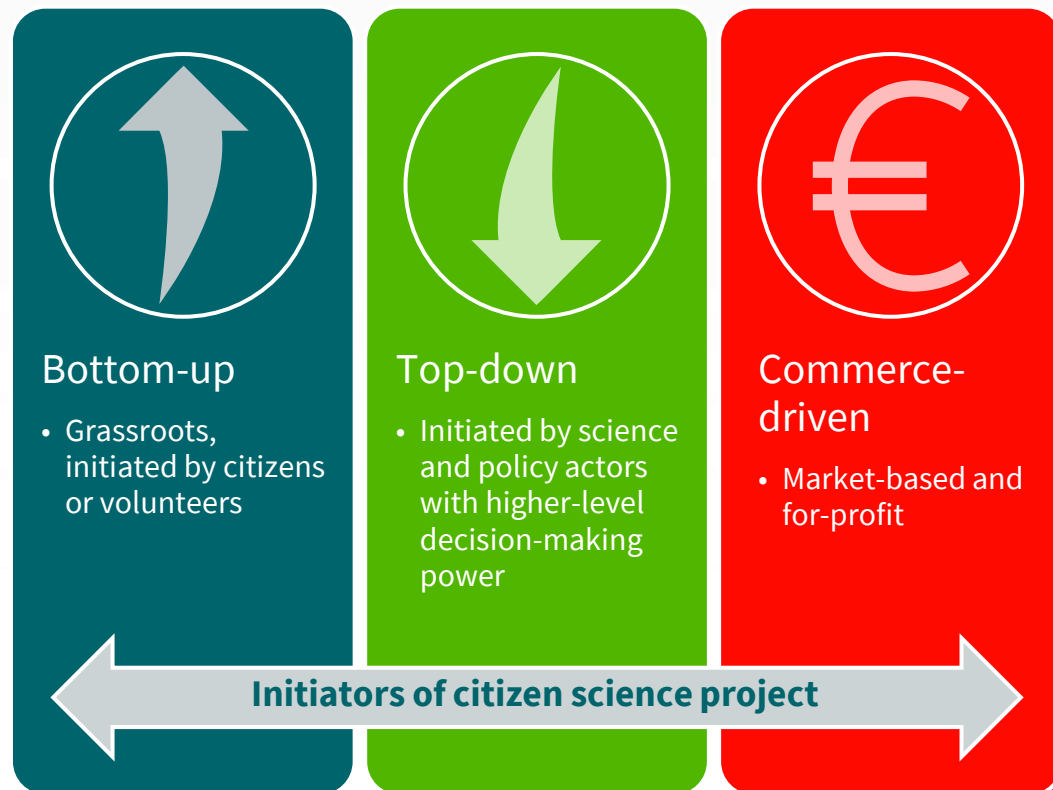 Bottom-up
• Grassroots,
initiated by citizens
or volunteers
Top-down
• Initiated by science
and policy actors
with higher-level
decision-making
power
€
Commerce-
driven
• Market-based and
for-profit
Initiators of citizen science project